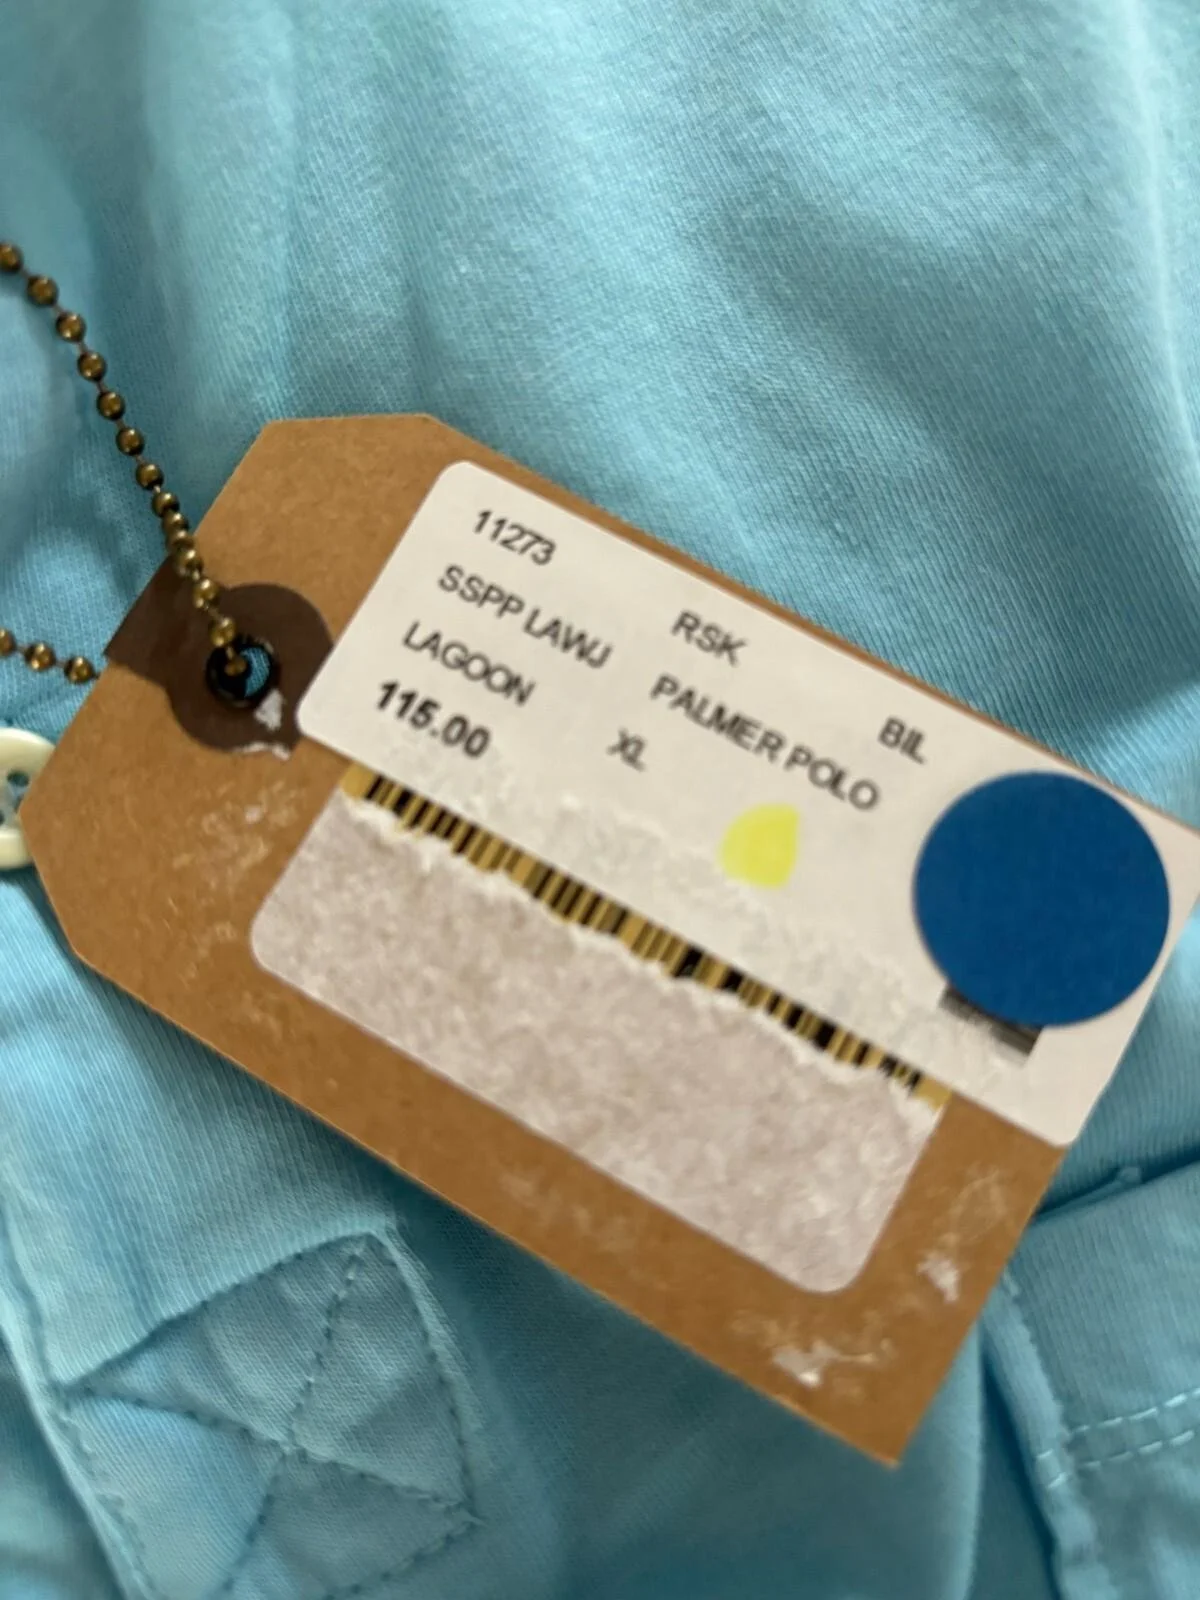 11273 RSK BIL
SSPP LAWJ PALMER POLO
LAGOON XL
115.00